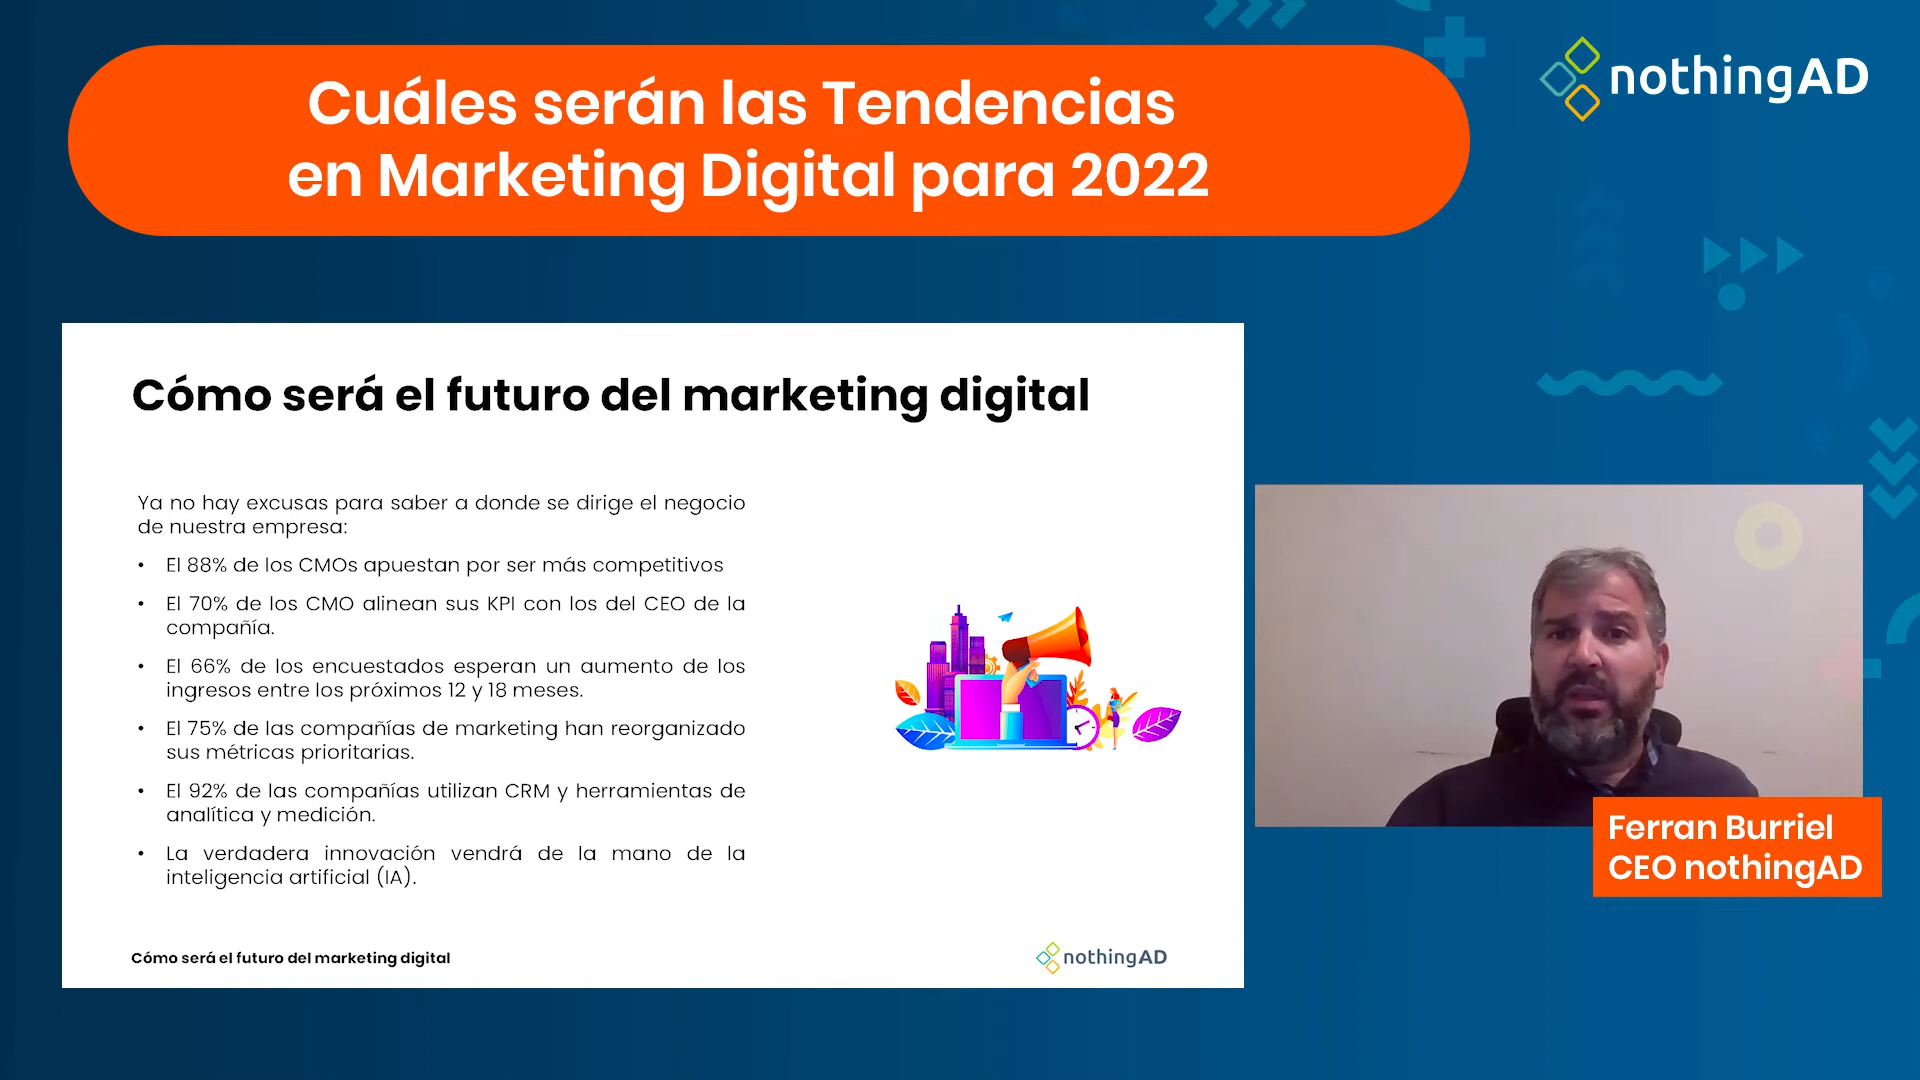 Cuáles serán las Tendencias
en Marketing Digital para 2022
nothingAD
Cómo será el futuro del marketing digital
Ya no hay excusas para saber a donde se dirige el negocio
de nuestra empresa:
• El 88% de los CMOs apuestan por ser más competitivos
• El 70% de los CMO alinean sus KPI con los del CEO de la
compañía.
• El 66% de los encuestados esperan un aumento de los
ingresos entre los próximos 12 y 18 meses.
• El 75% de las compañías de marketing han reorganizado
sus métricas prioritarias.
• El 92% de las compañías utilizan CRM y herramientas de
analítica y medición.
• La verdadera innovación vendrá de la mano de la
inteligencia artificial (IA).
Cómo será el futuro del marketing digital
nothingAD
Ferran Burriel
CEO nothingAD